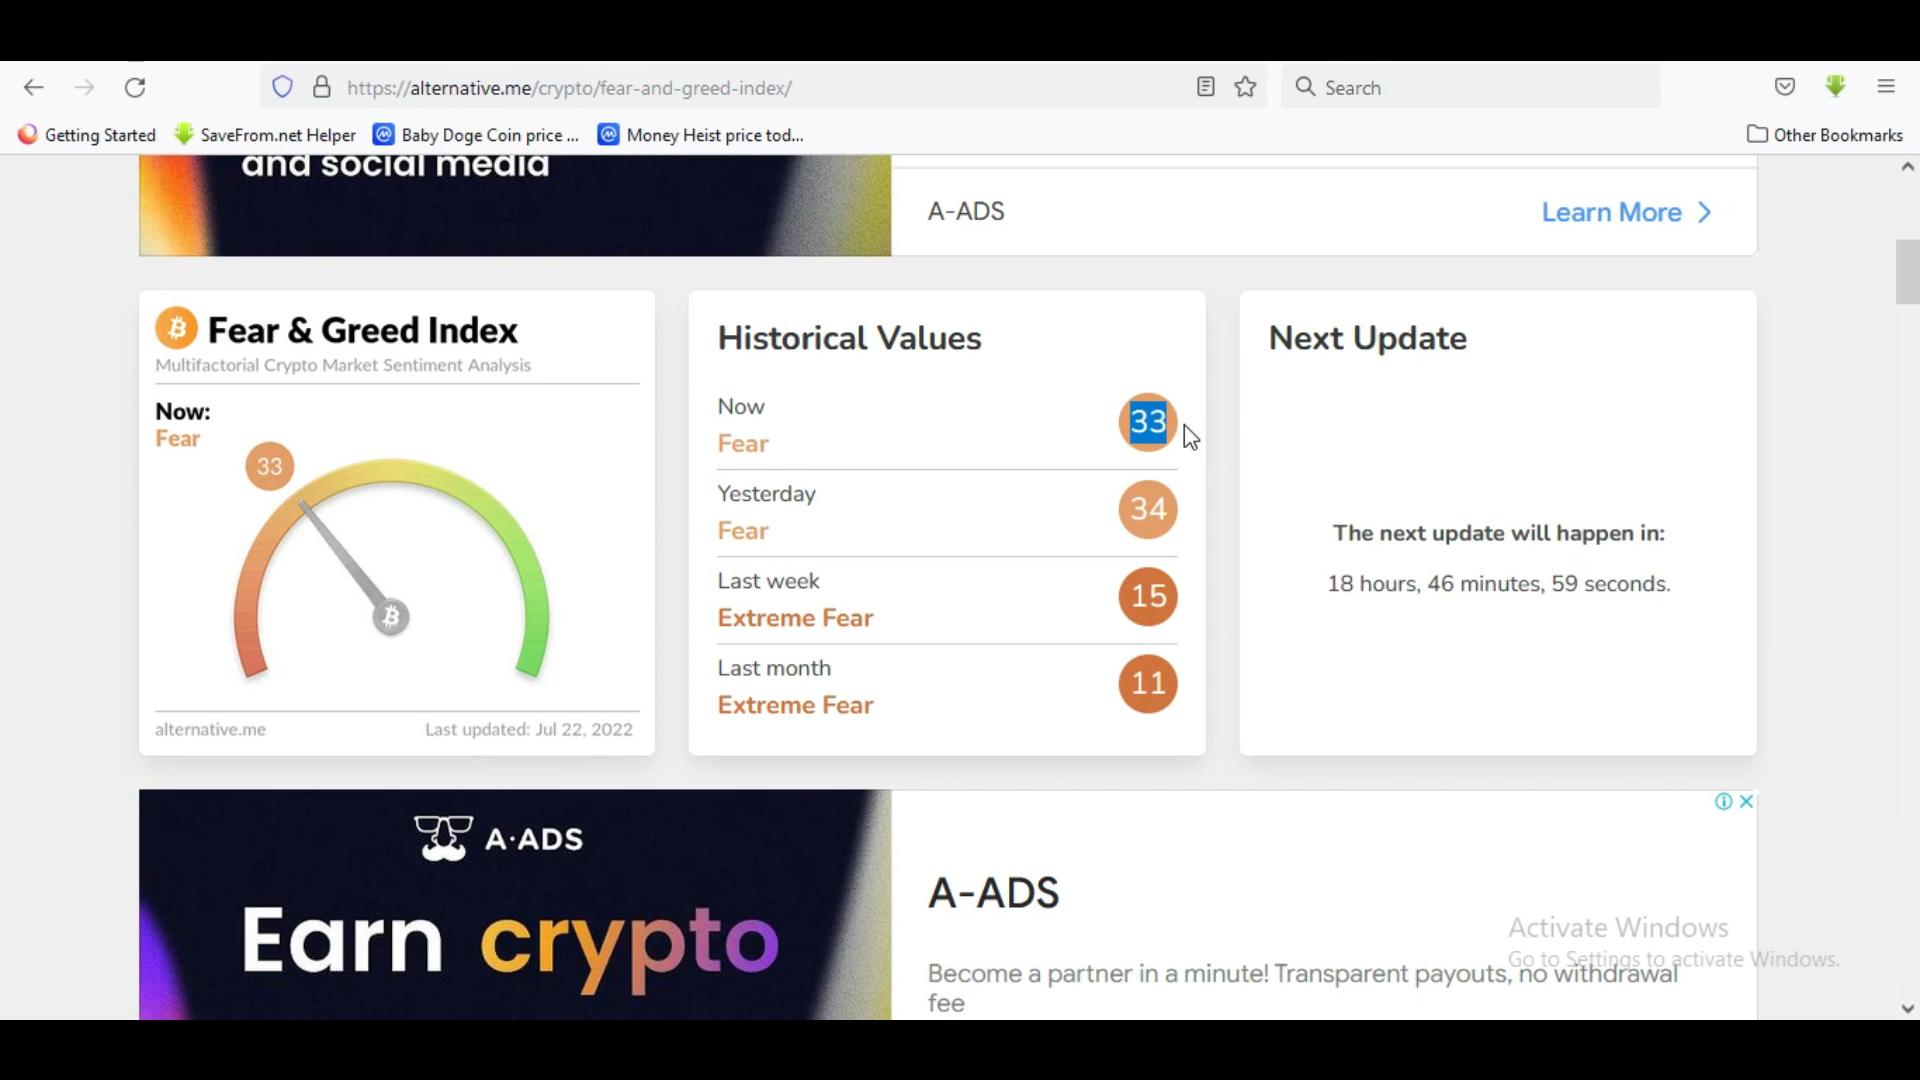 https://alternative.me/crypto/fear-and-greed-index/
Search
Getting Started
SaveFrom.net Helper
Baby Doge Coin price ...
Money Heist price tod...
Other Bookmarks
and social media
A-ADS
Learn More
Fear & Greed Index
Multifactorial Crypto Market Sentiment Analysis
Now:
Fear
33
alternative.me
Last updated: Jul 22, 2022
Historical Values
Now
Fear
33
Yesterday
Fear
34
Last week
Extreme Fear
15
Last month
Extreme Fear
11
Next Update
The next update will happen in:
18 hours, 46 minutes, 59 seconds.
A·ADS
Earn crypto
A-ADS
Become a partner in a minute! Transparent payouts, no withdrawal
fee
Activate Windows
Go to Settings to activate Windows.